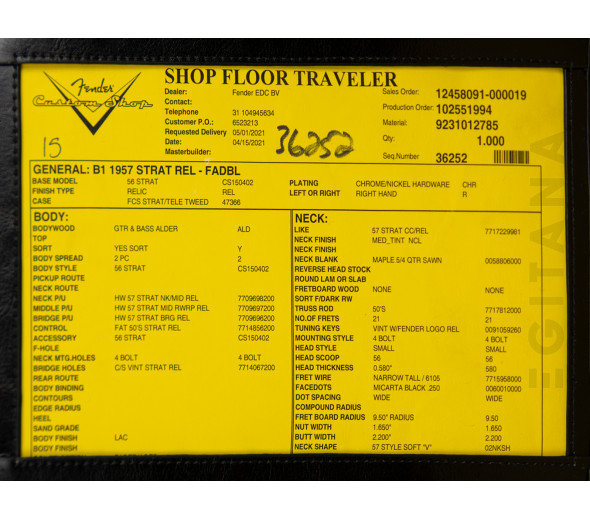 Fender
Custom Shop
SHOP FLOOR TRAVELER
Dealer: Fender EDC BV
Contact:
Telephone 31 104945634
Customer P.O.: 6523213
Requested Delivery 05/01/2021
Date: 04/15/2021
Masterbuilder:
Sales Order: 12458091-000019
Production Order: 102551994
Material: 9231012785
Qty: 1.000
Seq.Number 36252
15
36252
GENERAL: B1 1957 STRAT REL - FADBL
BASE MODEL 56 STRAT CS150402 PLATING CHROME/NICKEL HARDWARE CHR
FINISH TYPE RELIC REL LEFT OR RIGHT RIGHT HAND R
CASE FCS STRAT/TELE TWEED 47366
BODY:
BODYWOOD GTR & BASS ALDER ALD
TOP
SORT YES SORT Y
BODY SPREAD 2 PC 2
BODY STYLE 56 STRAT CS150402
PICKUP ROUTE
NECK ROUTE
NECK P/U HW 57 STRAT NK/MID REL 7709698200
MIDDLE P/U HW 57 STRAT MID RWRP REL 7709697200
BRIDGE P/U HW 57 STRAT BRG REL 7709696200
CONTROL FAT 50'S STRAT REL 7714856200
ACCESSORY 56 STRAT CS150402
F-HOLE
NECK MTG.HOLES 4 BOLT 4 BOLT
BRIDGE HOLES C/S VINT STRAT REL 7714067200
REAR ROUTE
BODY BINDING
CONTOURS
EDGE RADIUS
HEEL
SAND GRADE
BODY FINISH LAC
BODY FINISH
NECK:
LIKE 57 STRAT CC/REL 7717229981
NECK FINISH MED_TINT NCL
NECK FINISH
NECK BLANK MAPLE 5/4 QTR SAWN 0058806000
REVERSE HEAD STOCK
ROUND LAM OR SLAB
FRETBOARD WOOD NONE NONE
SORT F/DARK RW
TRUSS ROD 50'S 7717812000
NO.OF FRETS 21 21
TUNING KEYS VINT W/FENDER LOGO REL 0091059260
MOUNTING STYLE 4 BOLT 4 BOLT
HEAD STYLE SMALL SMALL
HEAD SCOOP 56 56
HEAD THICKNESS 0.580" 580
FRET WIRE NARROW TALL / 6105 7715958000
FACEDOTS MICARTA BLACK .250 0060010000
DOT SPACING WIDE WIDE
COMPOUND RADIUS
FRET BOARD RADIUS 9.50" RADIUS 9.50
NUT WIDTH 1.650" 1.650
BUTT WIDTH 2.200" 2.200
NECK SHAPE 57 STYLE SOFT "V" 02NKSH
EGITANA